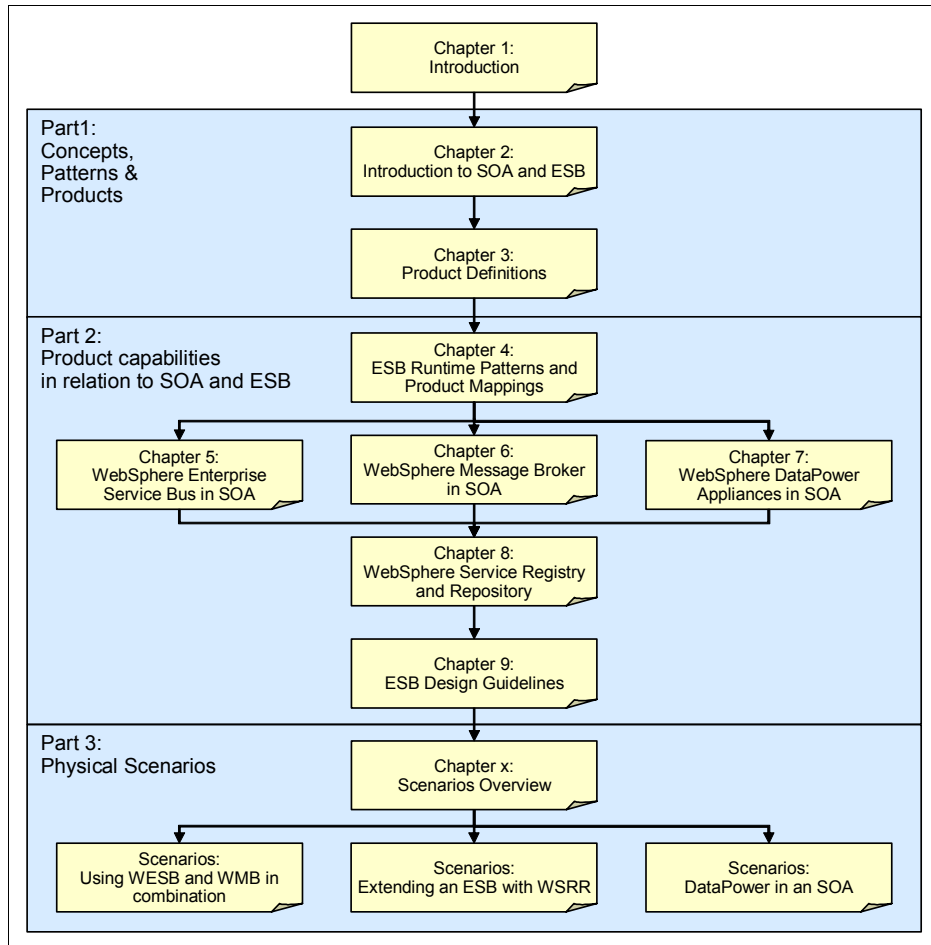 Chapter 1:
Introduction
Part1:
Concepts,
Patterns &
Products
Chapter 2:
Introduction to SOA and ESB
Chapter 3:
Product Definitions
Part 2:
Product capabilities
in relation to SOA and ESB
Chapter 4:
ESB Runtime Patterns and
Product Mappings
Chapter 5:
WebSphere Enterprise
Service Bus in SOA
Chapter 6:
WebSphere Message Broker
in SOA
Chapter 7:
WebSphere DataPower
Appliances in SOA
Chapter 8:
WebSphere Service Registry
and Repository
Chapter 9:
ESB Design Guidelines
Part 3:
Physical Scenarios
Chapter x:
Scenarios Overview
Scenarios:
Using WESB and WMB in
combination
Scenarios:
Extending an ESB with WSRR
Scenarios:
DataPower in an SOA